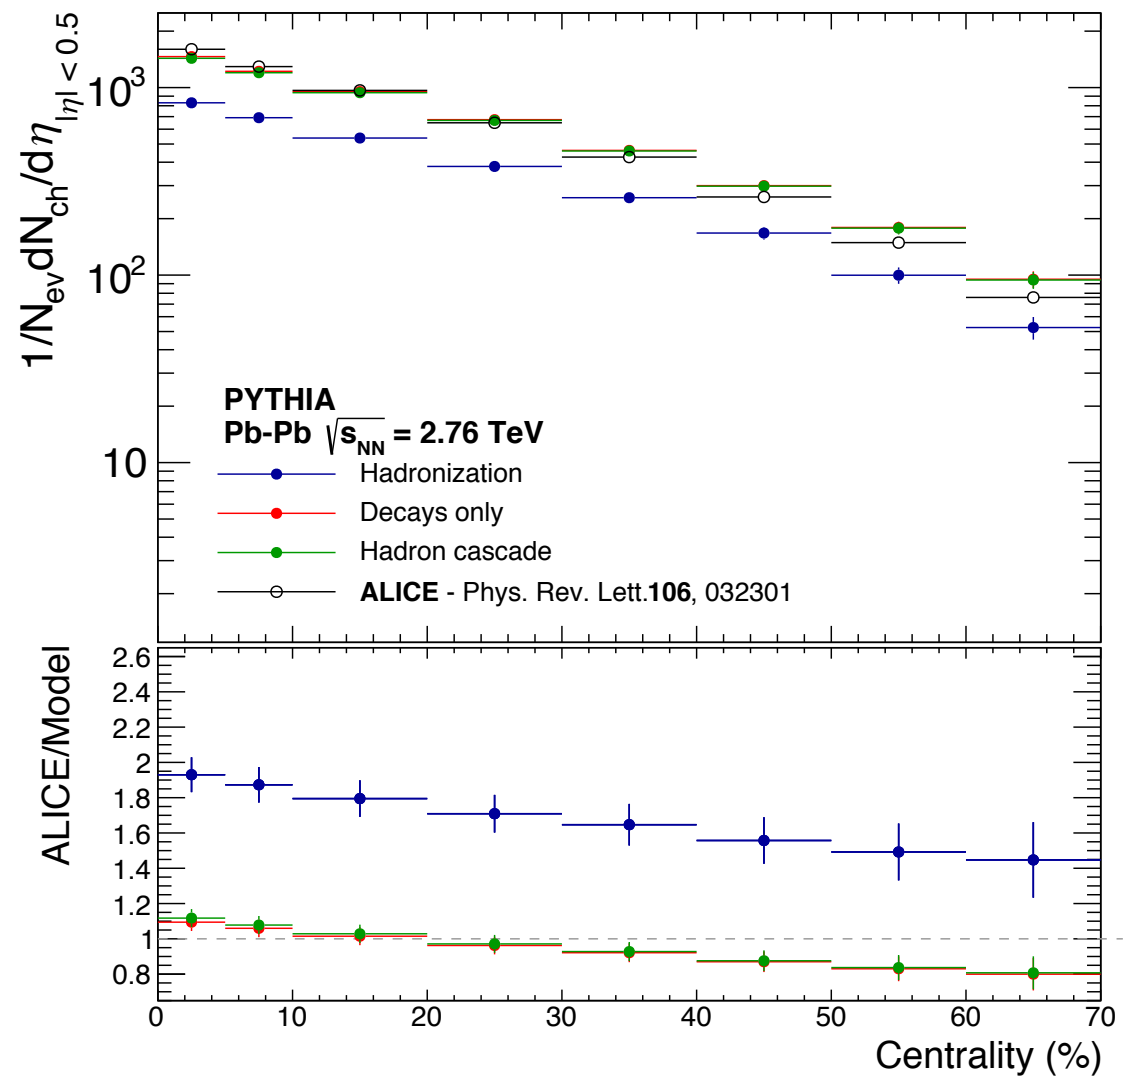 1/N_ev dN_ch/dη_|η| < 0.5
10^3
10^2
10
PYTHIA
Pb-Pb √s_NN = 2.76 TeV
Hadronization
Decays only
Hadron cascade
ALICE - Phys. Rev. Lett.106, 032301
ALICE/Model
2.6
2.4
2.2
2
1.8
1.6
1.4
1.2
1
0.8
0 10 20 30 40 50 60 70
Centrality (%)